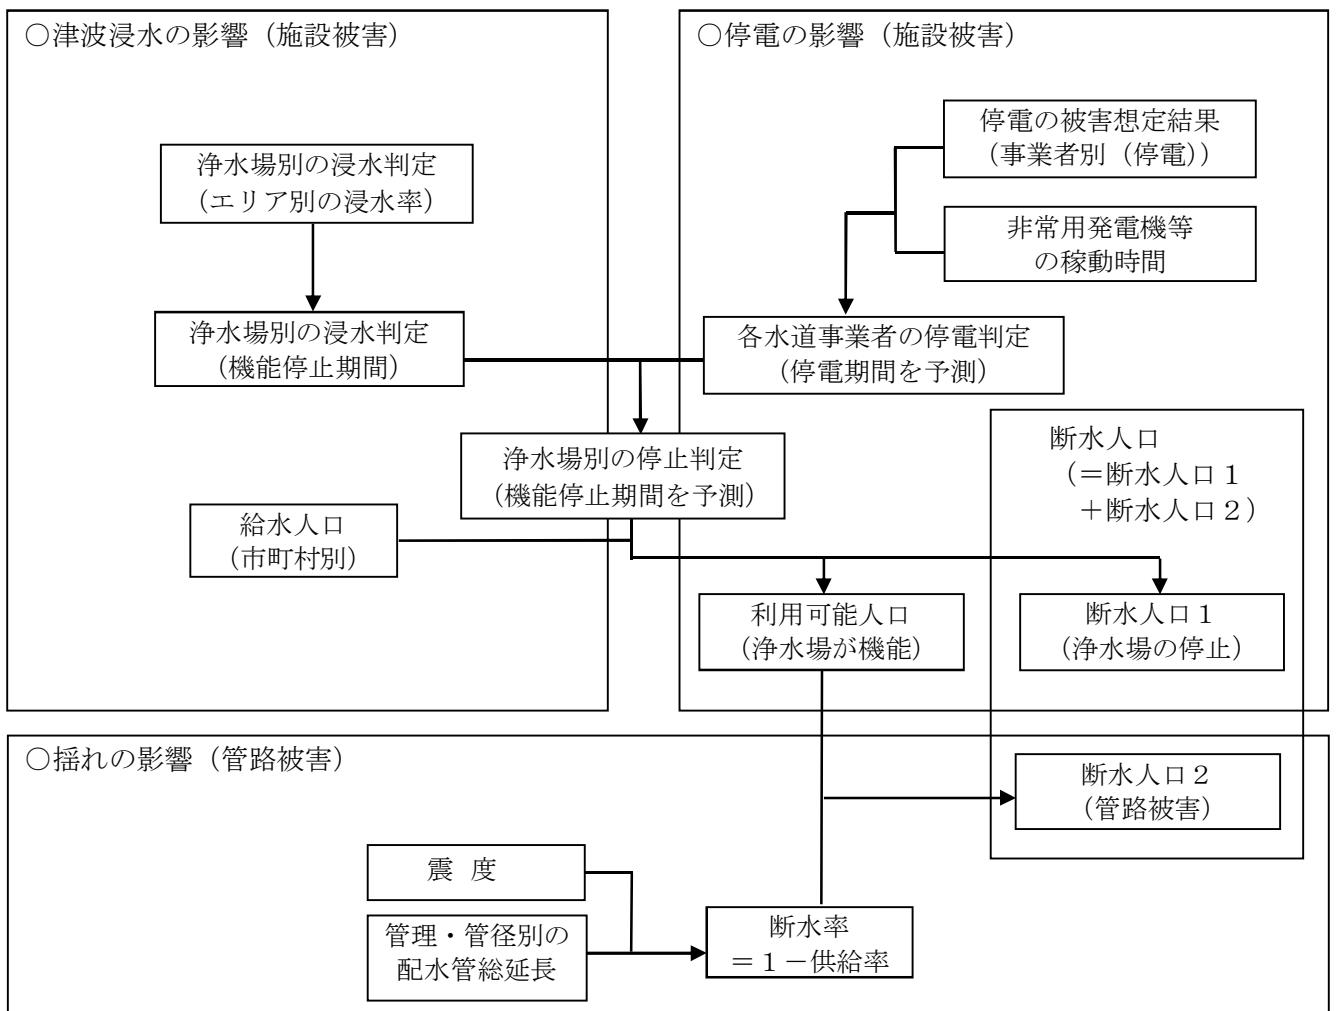 ○津波浸水の影響（施設被害）
浄水場別の浸水判定
（エリア別の浸水率）
浄水場別の浸水判定
（機能停止期間）
○停電の影響（施設被害）
停電の被害想定結果
（事業者別（停電））
非常用発電機等
の稼動時間
各水道事業者の停電判定
（停電期間を予測）
浄水場別の停止判定
（機能停止期間を予測）
給水人口
（市町村別）
断水人口
（＝断水人口１
＋断水人口２）
利用可能人口
（浄水場が機能）
断水人口１
（浄水場の停止）
○揺れの影響（管路被害）
断水人口２
（管路被害）
震 度
管理・管径別の
配水管総延長
断水率
＝１－供給率